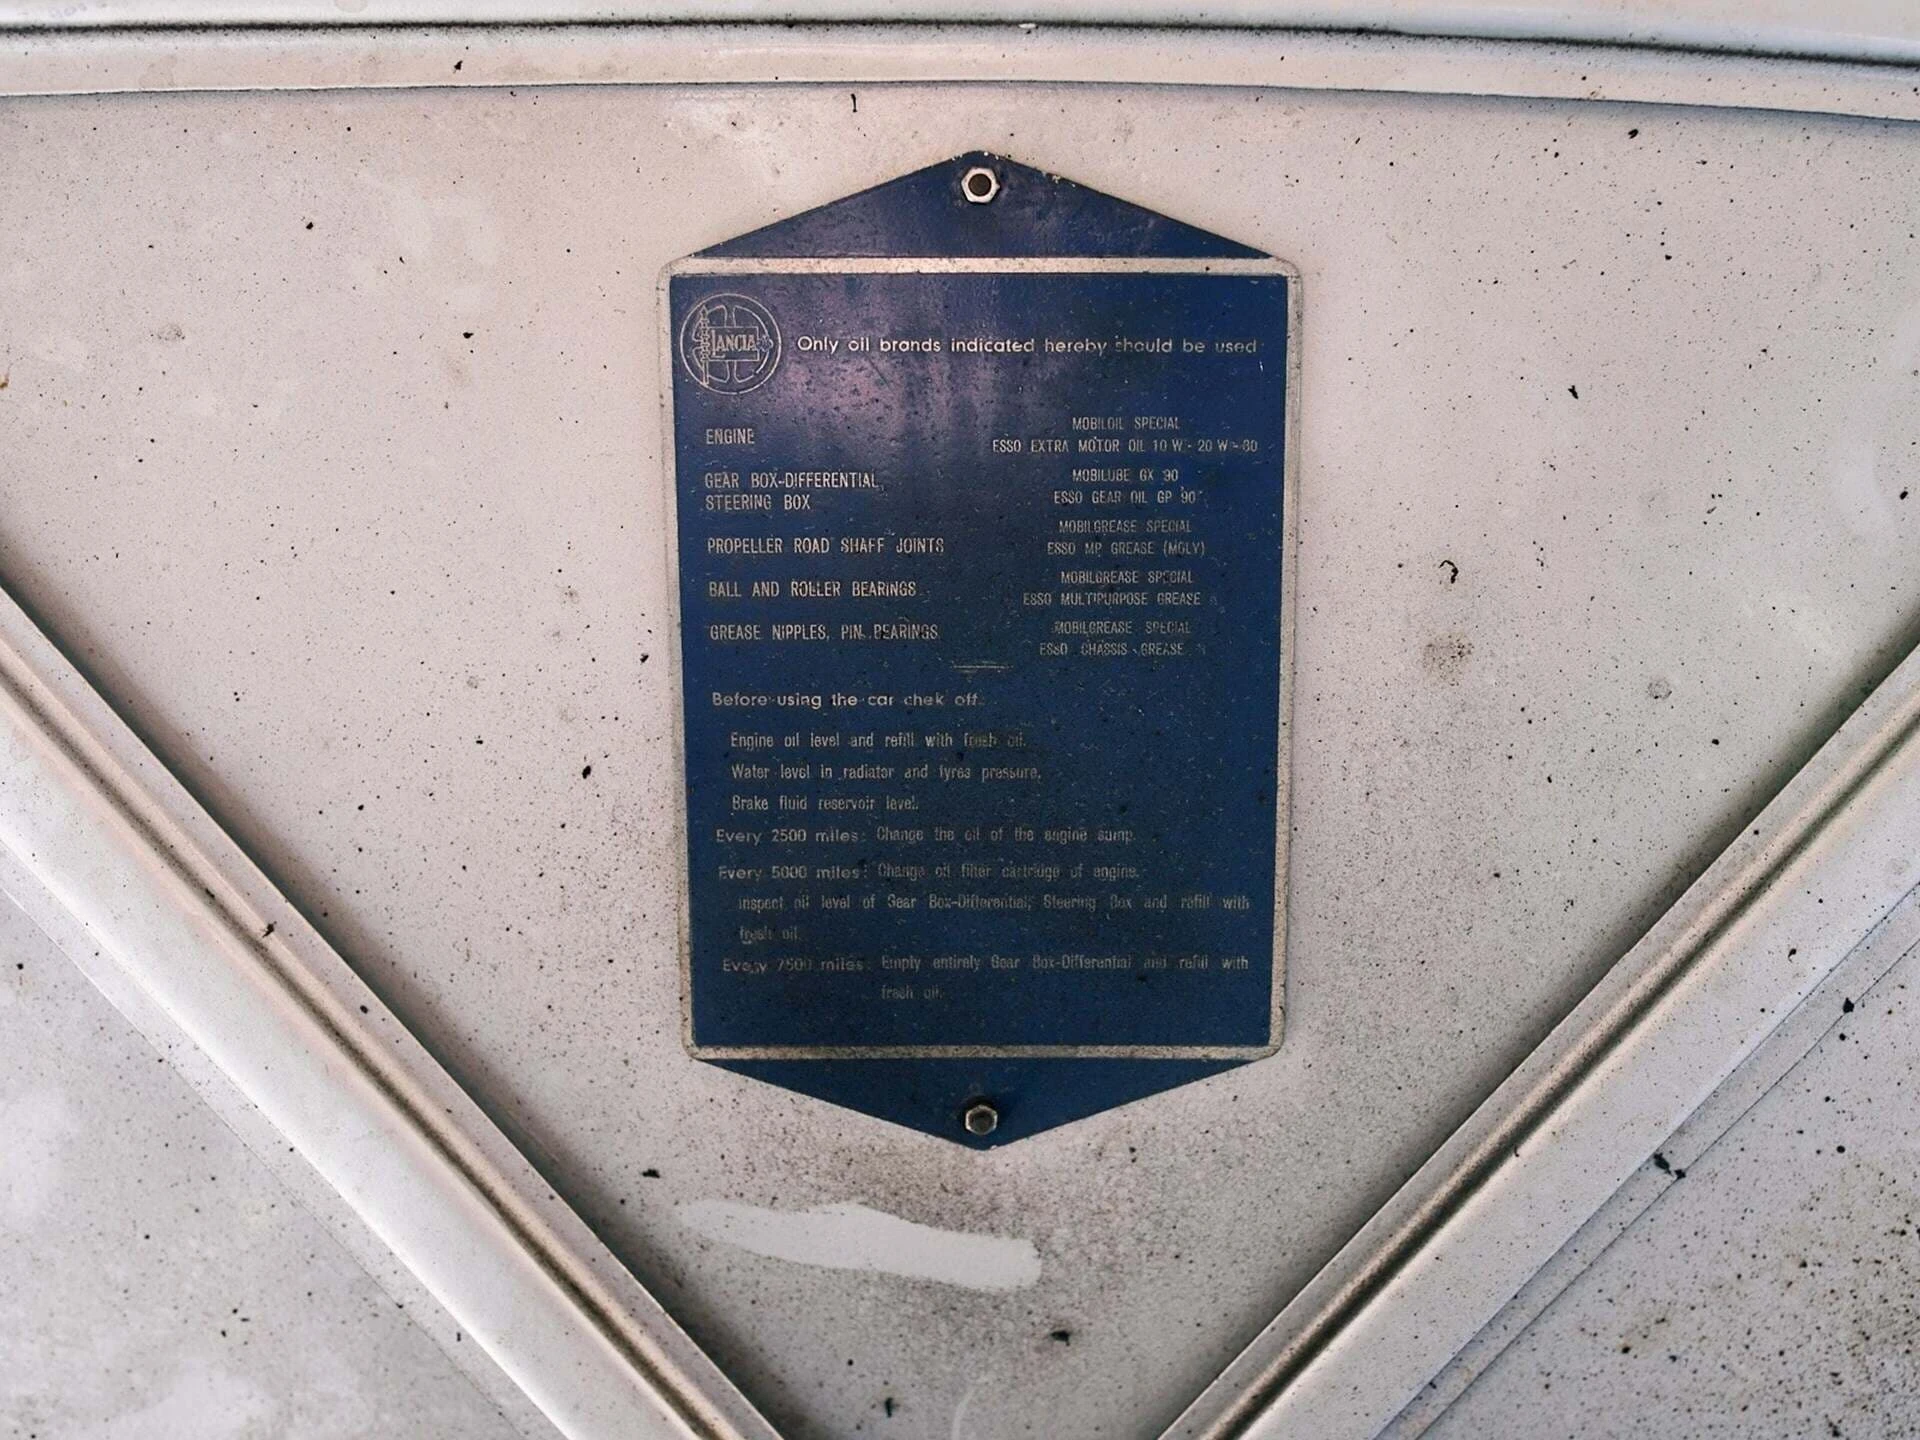 LANCIA
Only oil brands indicated hereby should be used:
ENGINE
MOBILOIL SPECIAL
ESSO EXTRA MOTOR OIL 10 W - 20 W - 30
GEAR BOX-DIFFERENTIAL,
STEERING BOX
MOBILUBE GX 90
ESSO GEAR OIL GP 90
PROPELLER ROAD SHAFF JOINTS
MOBILGREASE SPECIAL
ESSO MP GREASE (MOLY)
BALL AND ROLLER BEARINGS
MOBILGREASE SPECIAL
ESSO MULTIPURPOSE GREASE
GREASE NIPPLES, PIN BEARINGS
MOBILGREASE SPECIAL
ESSO CHASSIS GREASE
Before using the car chek off:
Engine oil level and refill with fresh oil.
Water level in radiator and tyres pressure.
Brake fluid reservoir level.
Every 2500 miles: Change the oil of the engine sump.
Every 5000 miles: Change oil filter cartridge of engine.
inspect oil level of Gear Box-Differential, Steering Box and refill with
fresh oil.
Every 7500 miles: Empty entirely Gear Box-Differential and refill with
fresh oil.